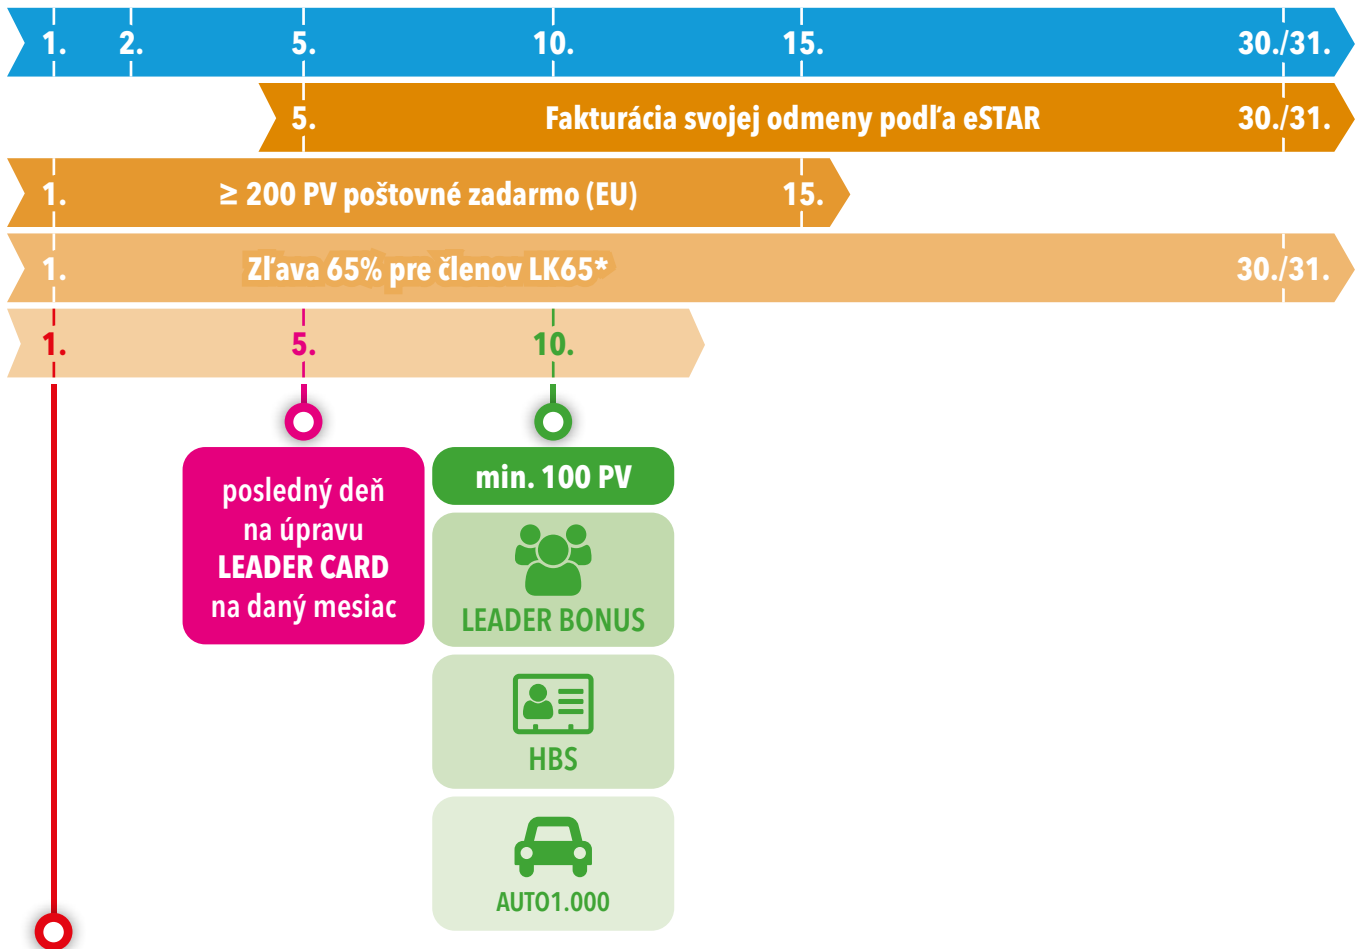 1. 2. 5. 10. 15. 30./31.
5. Fakturácia svojej odmeny podľa eSTAR 30./31.
1. ≥ 200 PV poštovné zadarmo (EU) 15.
1. Zľava 65% pre členov LK65* 30./31.
1. 5. 10.
posledný deň
na úpravu
LEADER CARD
na daný mesiac
min. 100 PV
LEADER BONUS
HBS
AUTO1.000